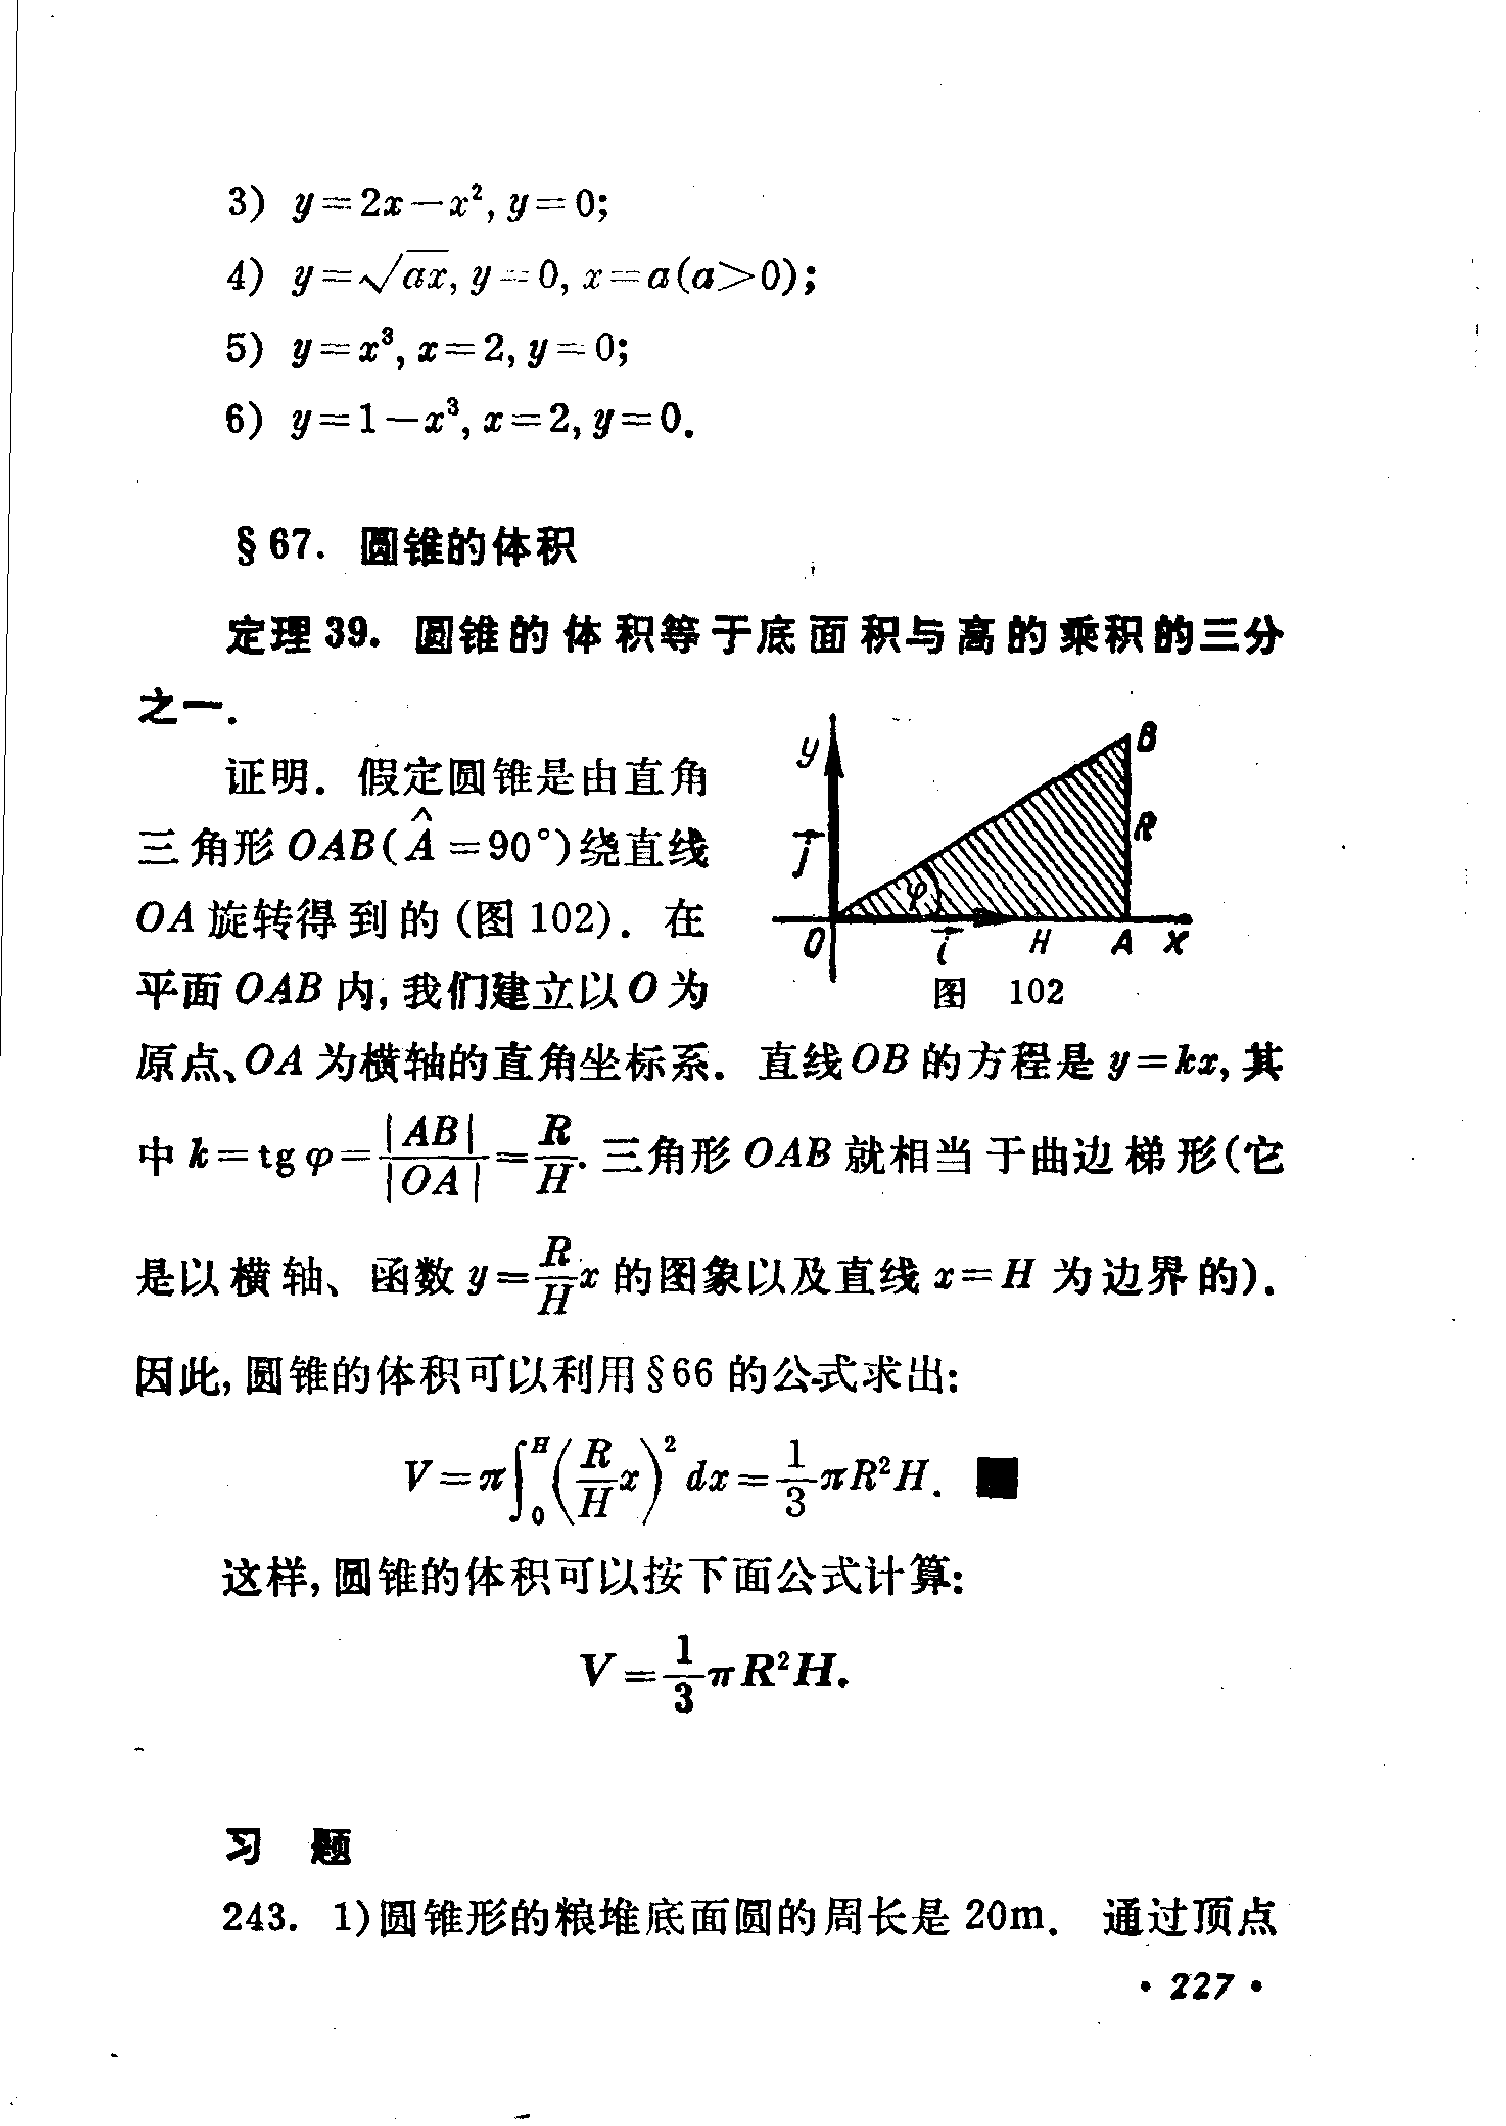 3) y=2x−x², y=0;
4) y=√ax, y=0, x=a(a>0);
5) y=x³, x=2, y=0;
6) y=1−x³, x=2, y=0.
§67. 圆锥的体积
定理39. 圆锥的体积等于底面积与高的乘积的三分
之一.
证明. 假定圆锥是由直角
三角形OAB(Â=90°)绕直线
OA旋转得到的(图102). 在
平面OAB内, 我们建立以O为
y
B
j
R
φ
O
i
H
A
x
图 102
原点、OA为横轴的直角坐标系. 直线OB的方程是y=kx, 其
中k=tgφ=|AB|/|OA|=R/H. 三角形OAB就相当于曲边梯形(它
是以横轴、函数y=R/H x的图象以及直线x=H为边界的).
因此, 圆锥的体积可以利用§66的公式求出:
V=π∫₀ᴴ(R/H x)²dx=1/3πR²H. ■
这样, 圆锥的体积可以按下面公式计算:
V=1/3πR²H.
习 题
243. 1)圆锥形的粮堆底面圆的周长是20m. 通过顶点
·227·